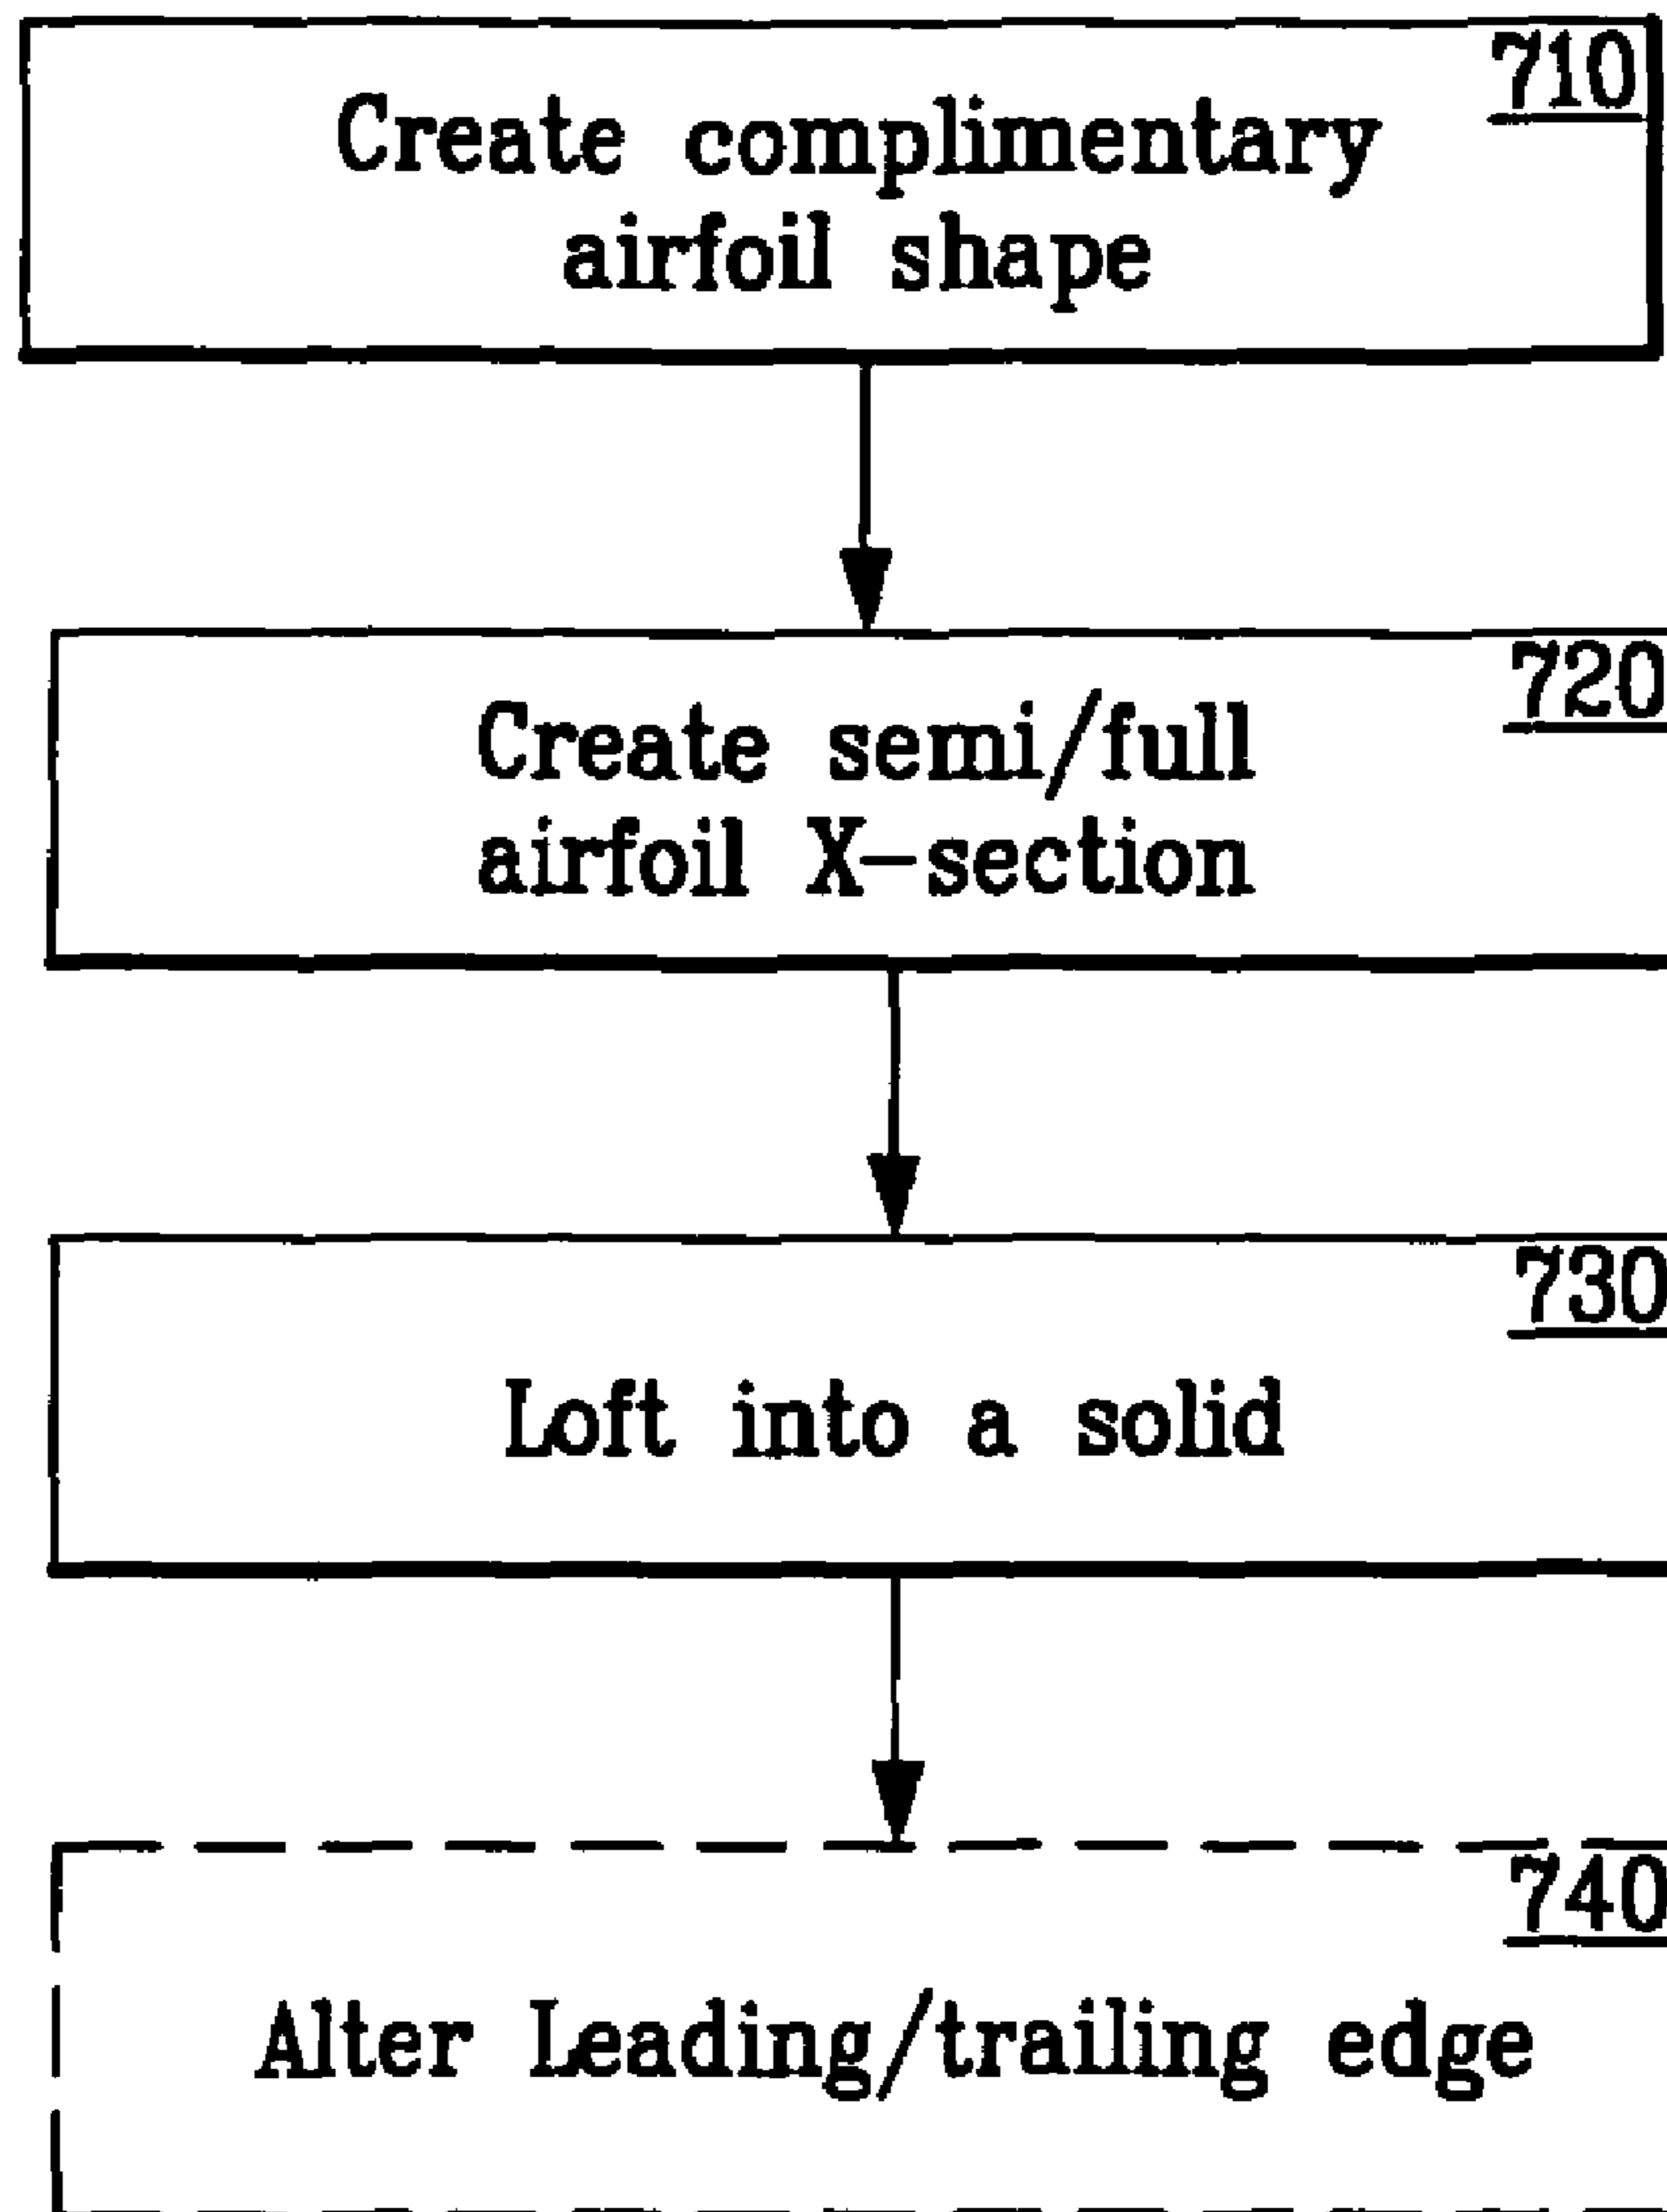 710
Create complimentary
airfoil shape
720
Create semi/full
airfoil X-section
730
Loft into a solid
740
Alter Leading/trailing edge